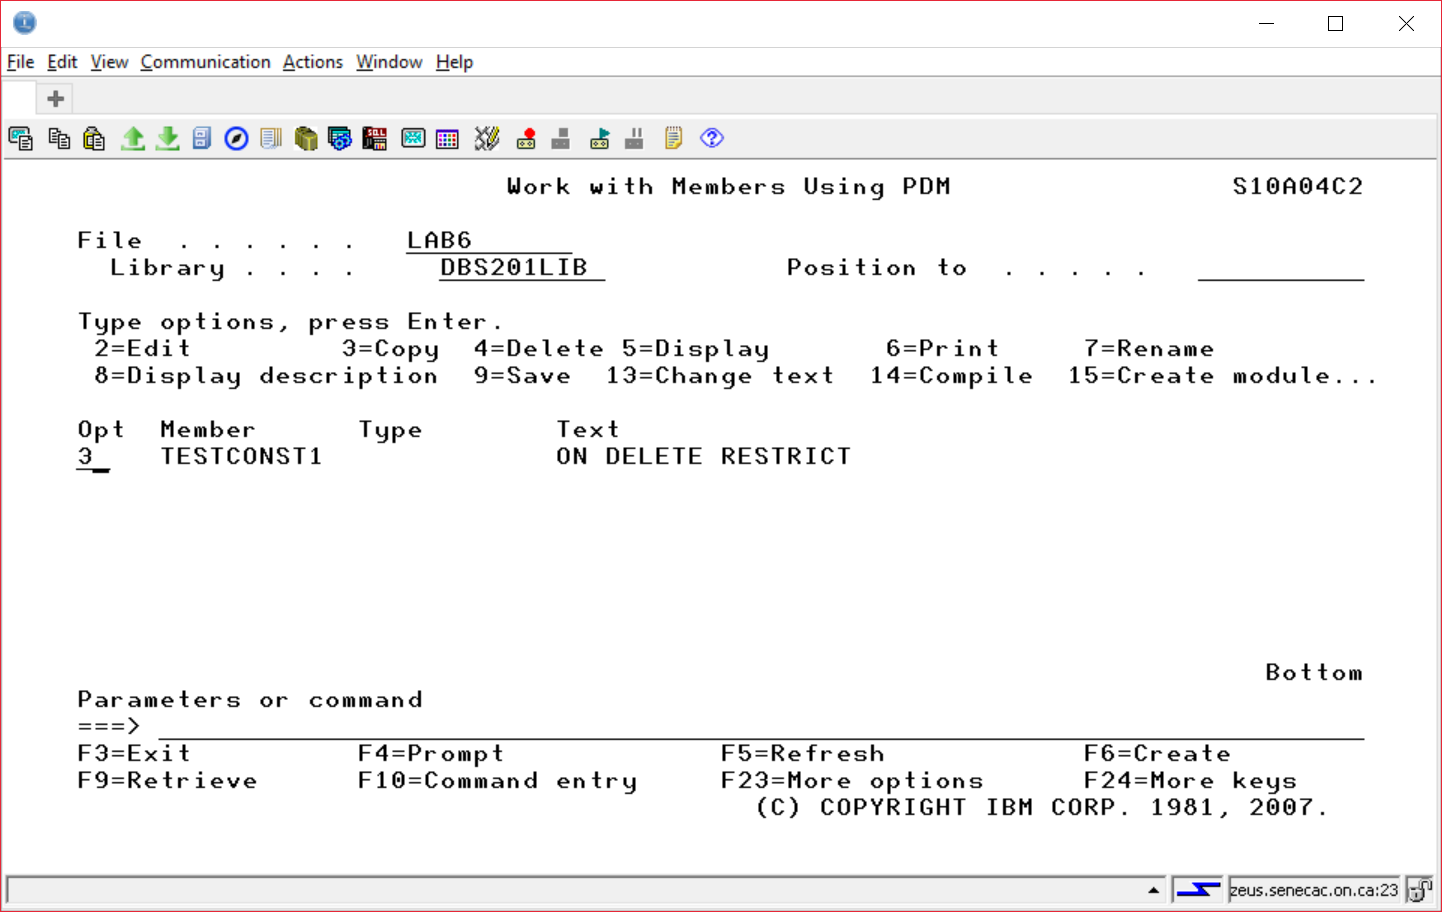 File Edit View Communication Actions Window Help
Work with Members Using PDM S10A04C2
File . . . . . . LAB6
Library . . . . DBS201LIB Position to . . . . .
Type options, press Enter.
2=Edit 3=Copy 4=Delete 5=Display 6=Print 7=Rename
8=Display description 9=Save 13=Change text 14=Compile 15=Create module...
Opt Member Type Text
3 TESTCONST1 ON DELETE RESTRICT
Bottom
Parameters or command
===>
F3=Exit F4=Prompt F5=Refresh F6=Create
F9=Retrieve F10=Command entry F23=More options F24=More keys
(C) COPYRIGHT IBM CORP. 1981, 2007.
zeus.senecac.on.ca:23